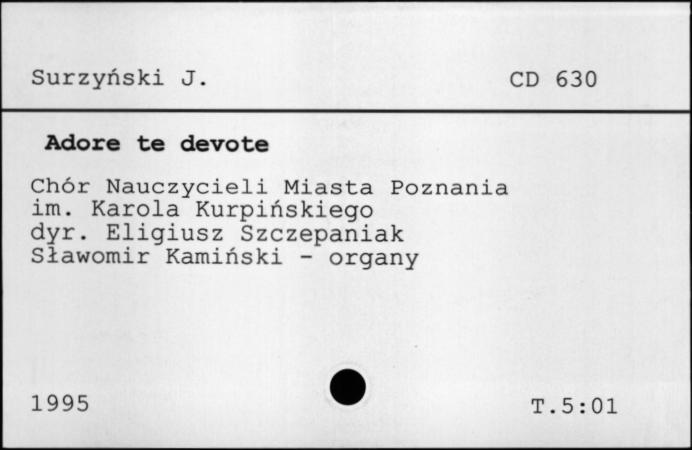 Surzyński J.
CD 630
Adore te devote
Chór Nauczycieli Miasta Poznania
im. Karola Kurpińskiego
dyr. Eligiusz Szczepaniak
Sławomir Kamiński - organy
1995
T.5:01